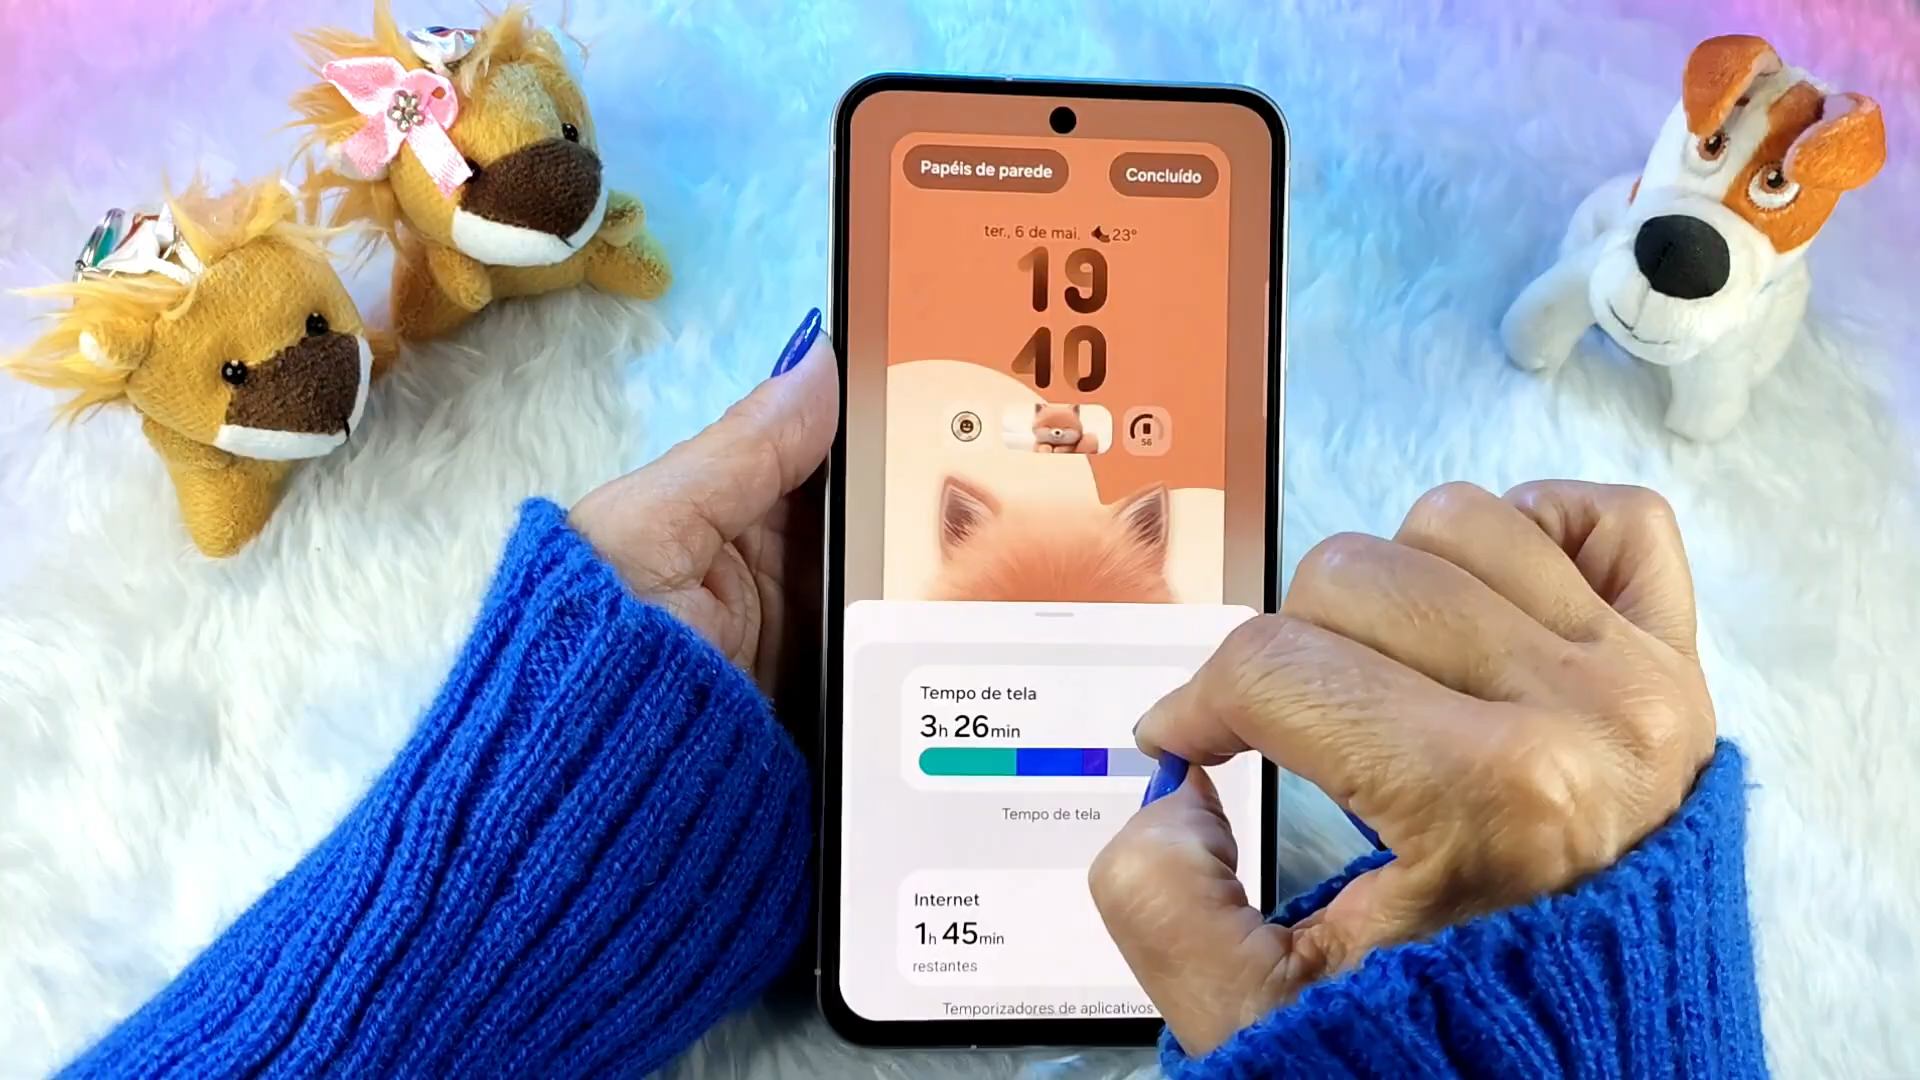 Papéis de parede
Concluído
ter., 6 de mai. 23°
19
40
56
Tempo de tela
3h 26min
Tempo de tela
Internet
1h 45min
restantes
Temporizadores de aplicativos